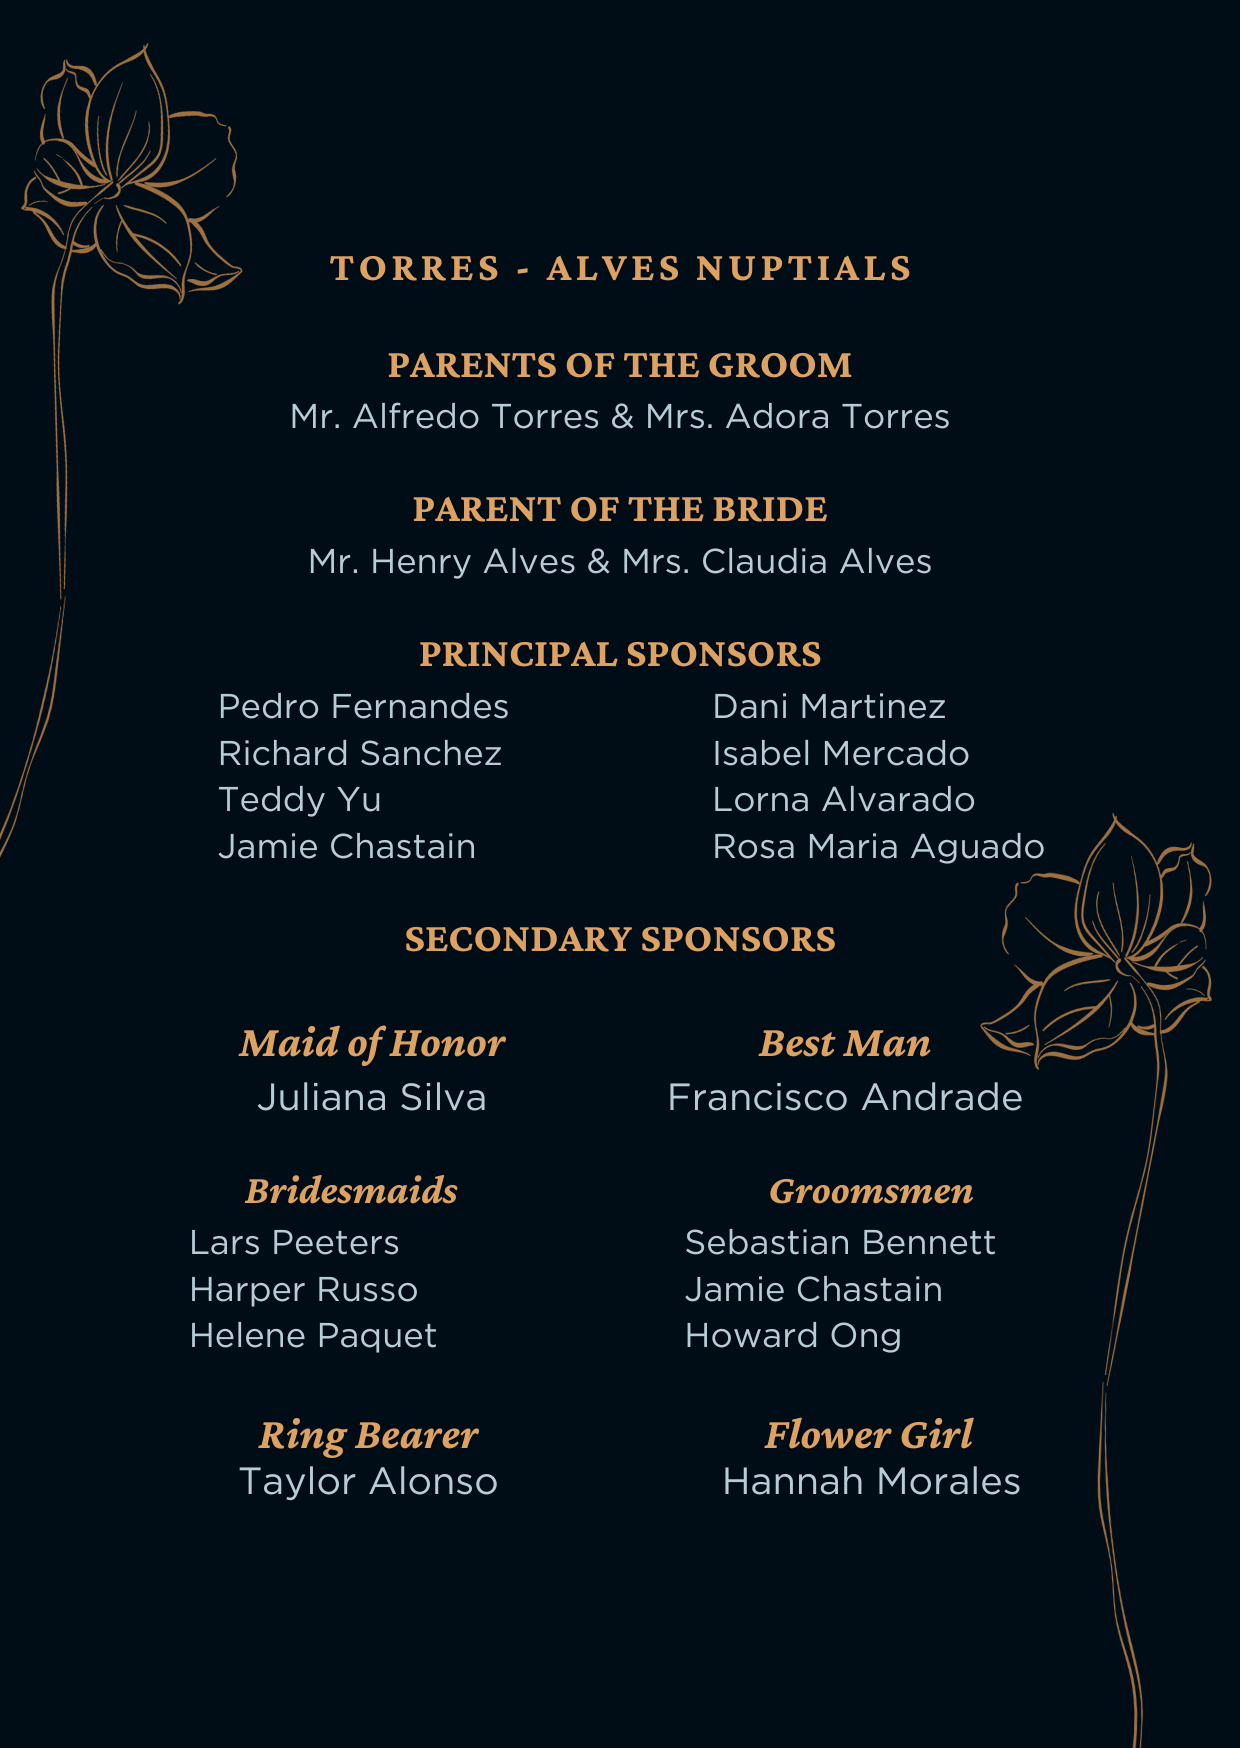 TORRES - ALVES NUPTIALS
PARENTS OF THE GROOM
Mr. Alfredo Torres & Mrs. Adora Torres
PARENT OF THE BRIDE
Mr. Henry Alves & Mrs. Claudia Alves
PRINCIPAL SPONSORS
Pedro Fernandes
Richard Sanchez
Teddy Yu
Jamie Chastain
Dani Martinez
Isabel Mercado
Lorna Alvarado
Rosa Maria Aguado
SECONDARY SPONSORS
Maid of Honor
Juliana Silva
Best Man
Francisco Andrade
Bridesmaids
Lars Peeters
Harper Russo
Helene Paquet
Groomsmen
Sebastian Bennett
Jamie Chastain
Howard Ong
Ring Bearer
Taylor Alonso
Flower Girl
Hannah Morales